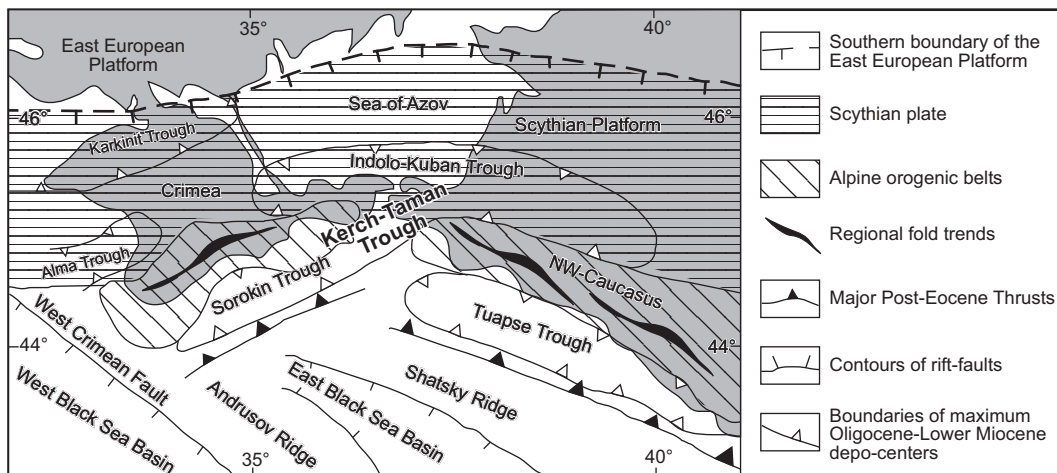 35°
40°
East European
Platform
Sea of Azov
46°
46°
Scythian Platform
Karkinit Trough
Indolo-Kuban Trough
Crimea
Kerch-Taman
Trough
Alma Trough
Sorokin Trough
NW-Caucasus
Tuapse Trough
44°
44°
West Crimean Fault
West Black Sea Basin
Andrusov Ridge
East Black Sea Basin
Shatsky Ridge
35°
40°
Southern boundary of the
East European Platform
Scythian plate
Alpine orogenic belts
Regional fold trends
Major Post-Eocene Thrusts
Contours of rift-faults
Boundaries of maximum
Oligocene-Lower Miocene
depo-centers